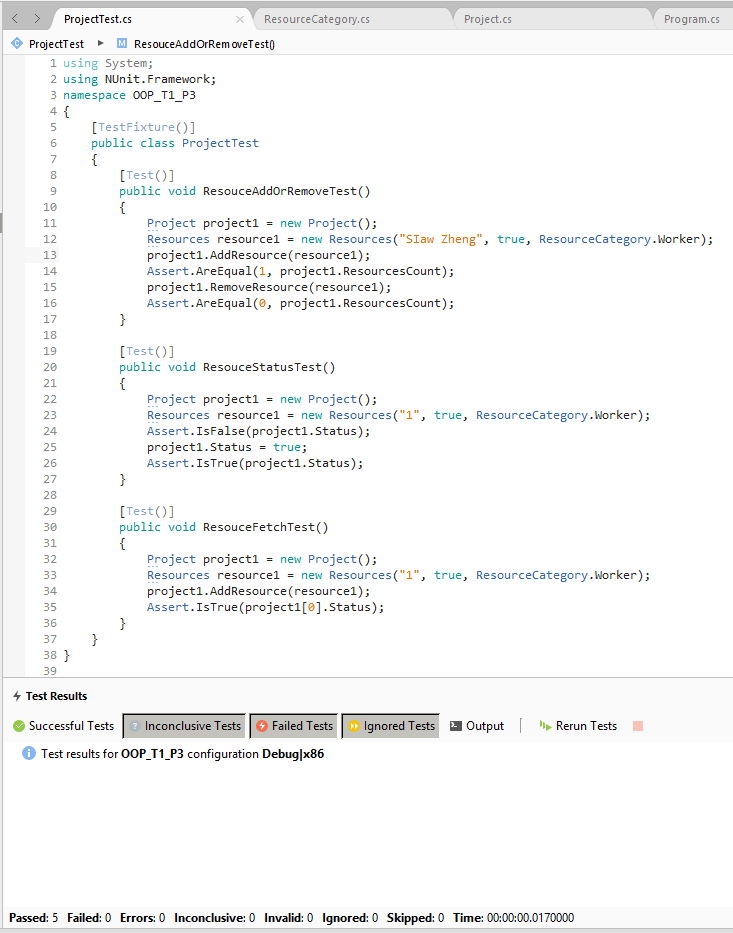 ProjectTest.cs × ResourceCategory.cs Project.cs Program.cs
C ProjectTest ▸ M ResouceAddOrRemoveTest()
1 using System;
2 using NUnit.Framework;
3 namespace OOP_T1_P3
4 {
5     [TestFixture()]
6     public class ProjectTest
7     {
8         [Test()]
9         public void ResouceAddOrRemoveTest()
10         {
11             Project project1 = new Project();
12             Resources resource1 = new Resources("SIaw Zheng", true, ResourceCategory.Worker);
13             project1.AddResource(resource1);
14             Assert.AreEqual(1, project1.ResourcesCount);
15             project1.RemoveResource(resource1);
16             Assert.AreEqual(0, project1.ResourcesCount);
17         }
18
19         [Test()]
20         public void ResouceStatusTest()
21         {
22             Project project1 = new Project();
23             Resources resource1 = new Resources("1", true, ResourceCategory.Worker);
24             Assert.IsFalse(project1.Status);
25             project1.Status = true;
26             Assert.IsTrue(project1.Status);
27         }
28
29         [Test()]
30         public void ResouceFetchTest()
31         {
32             Project project1 = new Project();
33             Resources resource1 = new Resources("1", true, ResourceCategory.Worker);
34             project1.AddResource(resource1);
35             Assert.IsTrue(project1[0].Status);
36         }
37     }
38 }
39
Test Results
Successful Tests ? Inconclusive Tests Failed Tests Ignored Tests Output | Rerun Tests
i Test results for OOP_T1_P3 configuration Debug|x86
Passed: 5 Failed: 0 Errors: 0 Inconclusive: 0 Invalid: 0 Ignored: 0 Skipped: 0 Time: 00:00:00.0170000